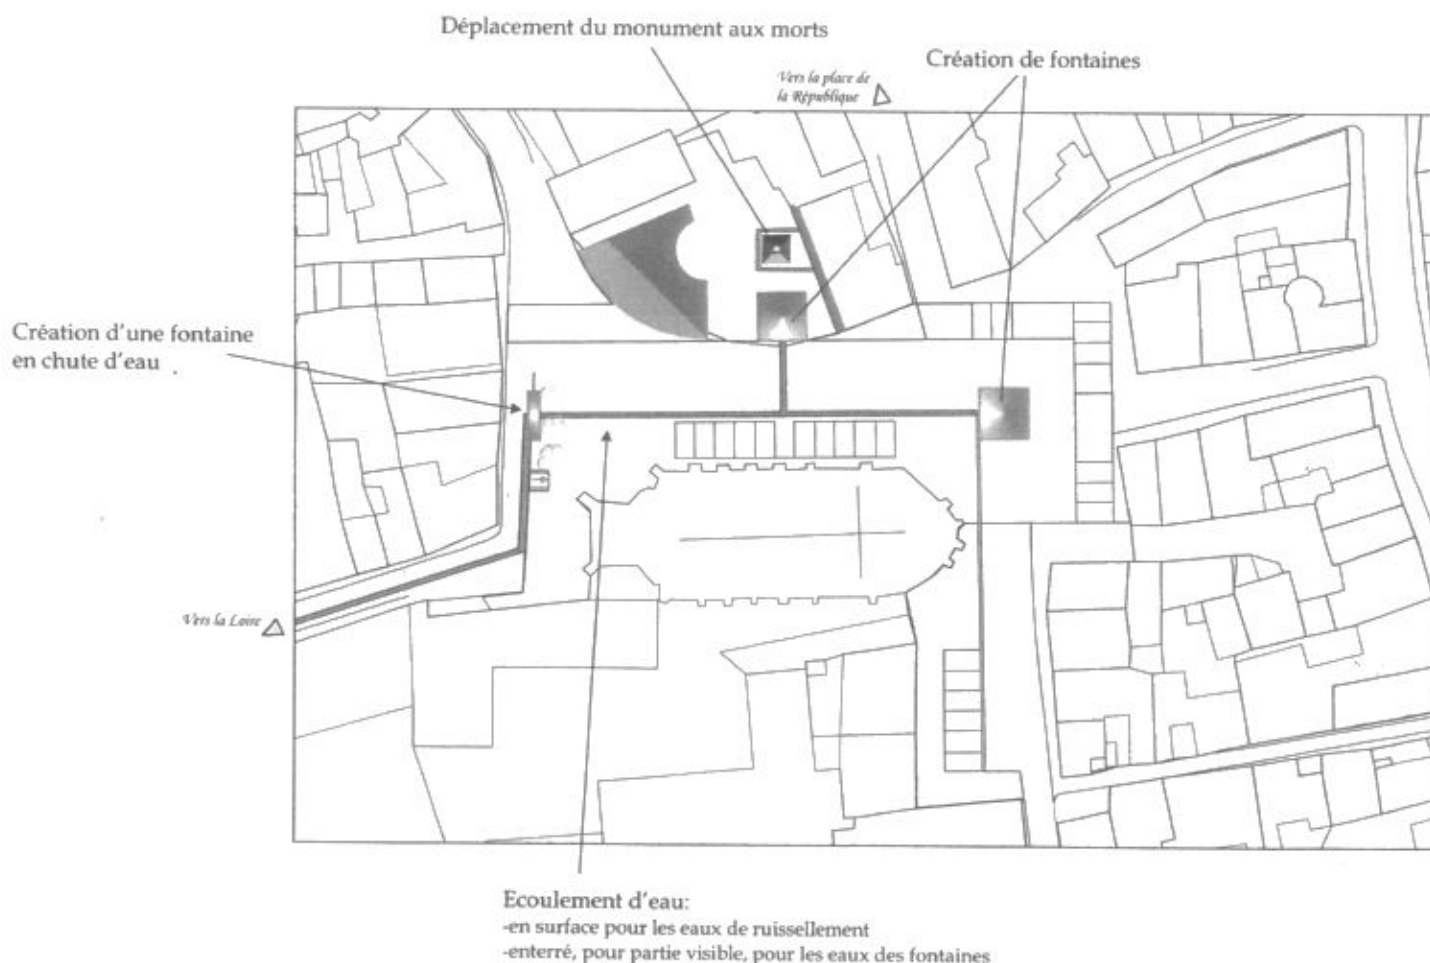 Déplacement du monument aux morts
Création de fontaines
Vers la place de
la République
Création d'une fontaine
en chute d'eau
Vers la Loire
Ecoulement d'eau:
-en surface pour les eaux de ruissellement
-enterré, pour partie visible, pour les eaux des fontaines